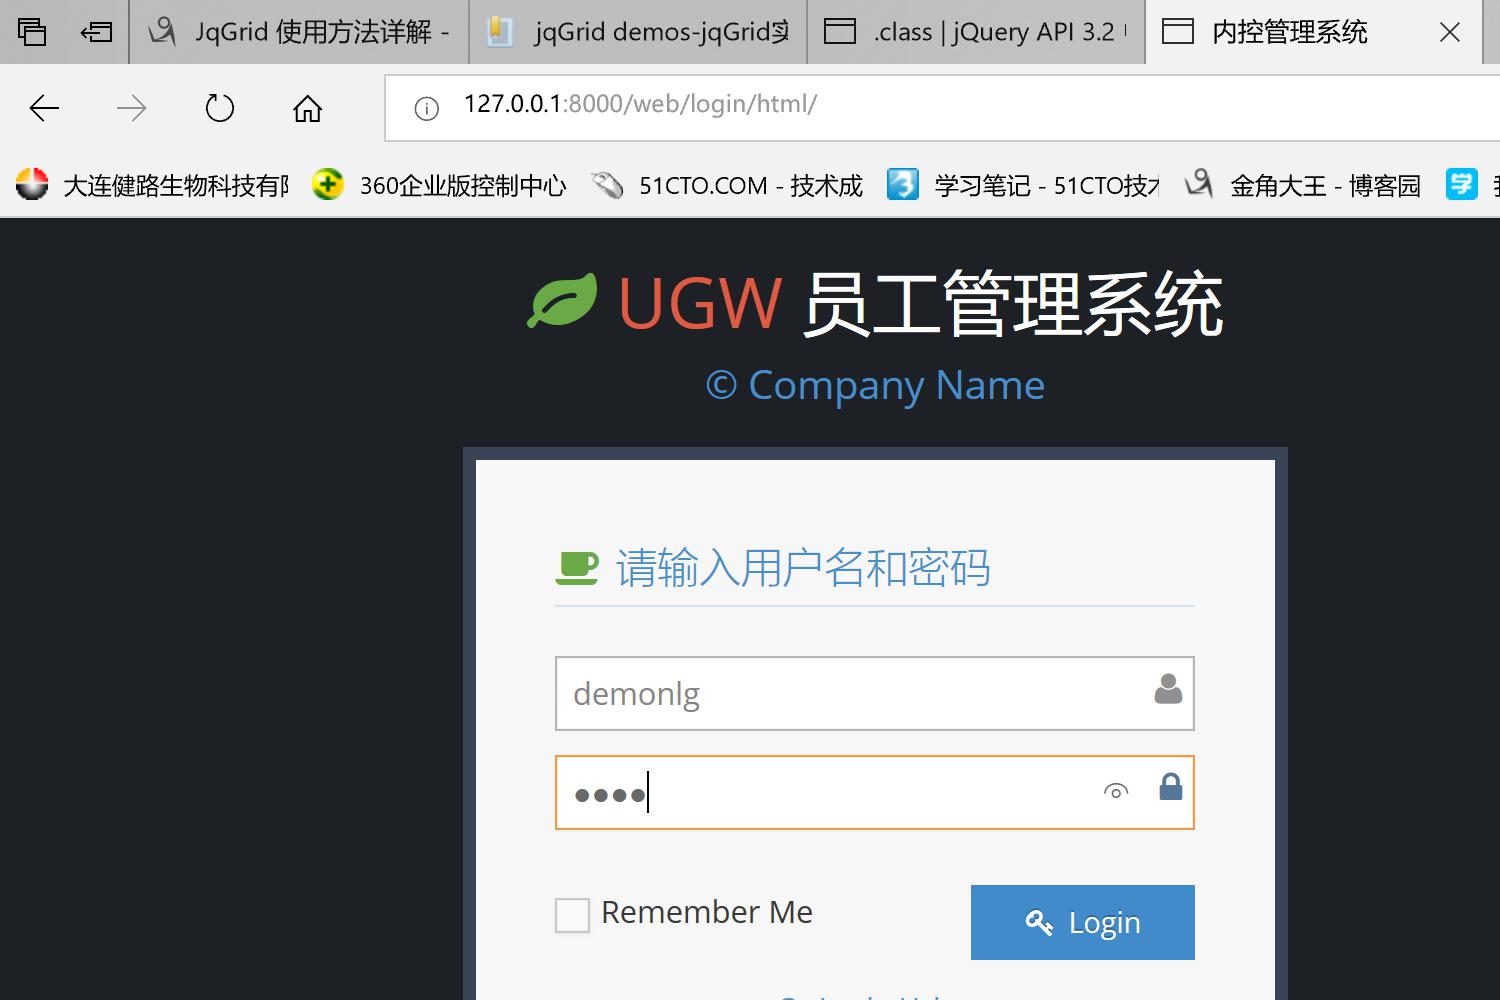 JqGrid 使用方法详解 -
jqGrid demos-jqGrid实
.class | jQuery API 3.2
内控管理系统
127.0.0.1:8000/web/login/html/
大连健路生物科技有限
360企业版控制中心
51CTO.COM - 技术成
学习笔记 - 51CTO技术
金角大王 - 博客园
UGW 员工管理系统
© Company Name
请输入用户名和密码
demonlg
●●●●
Remember Me
Login